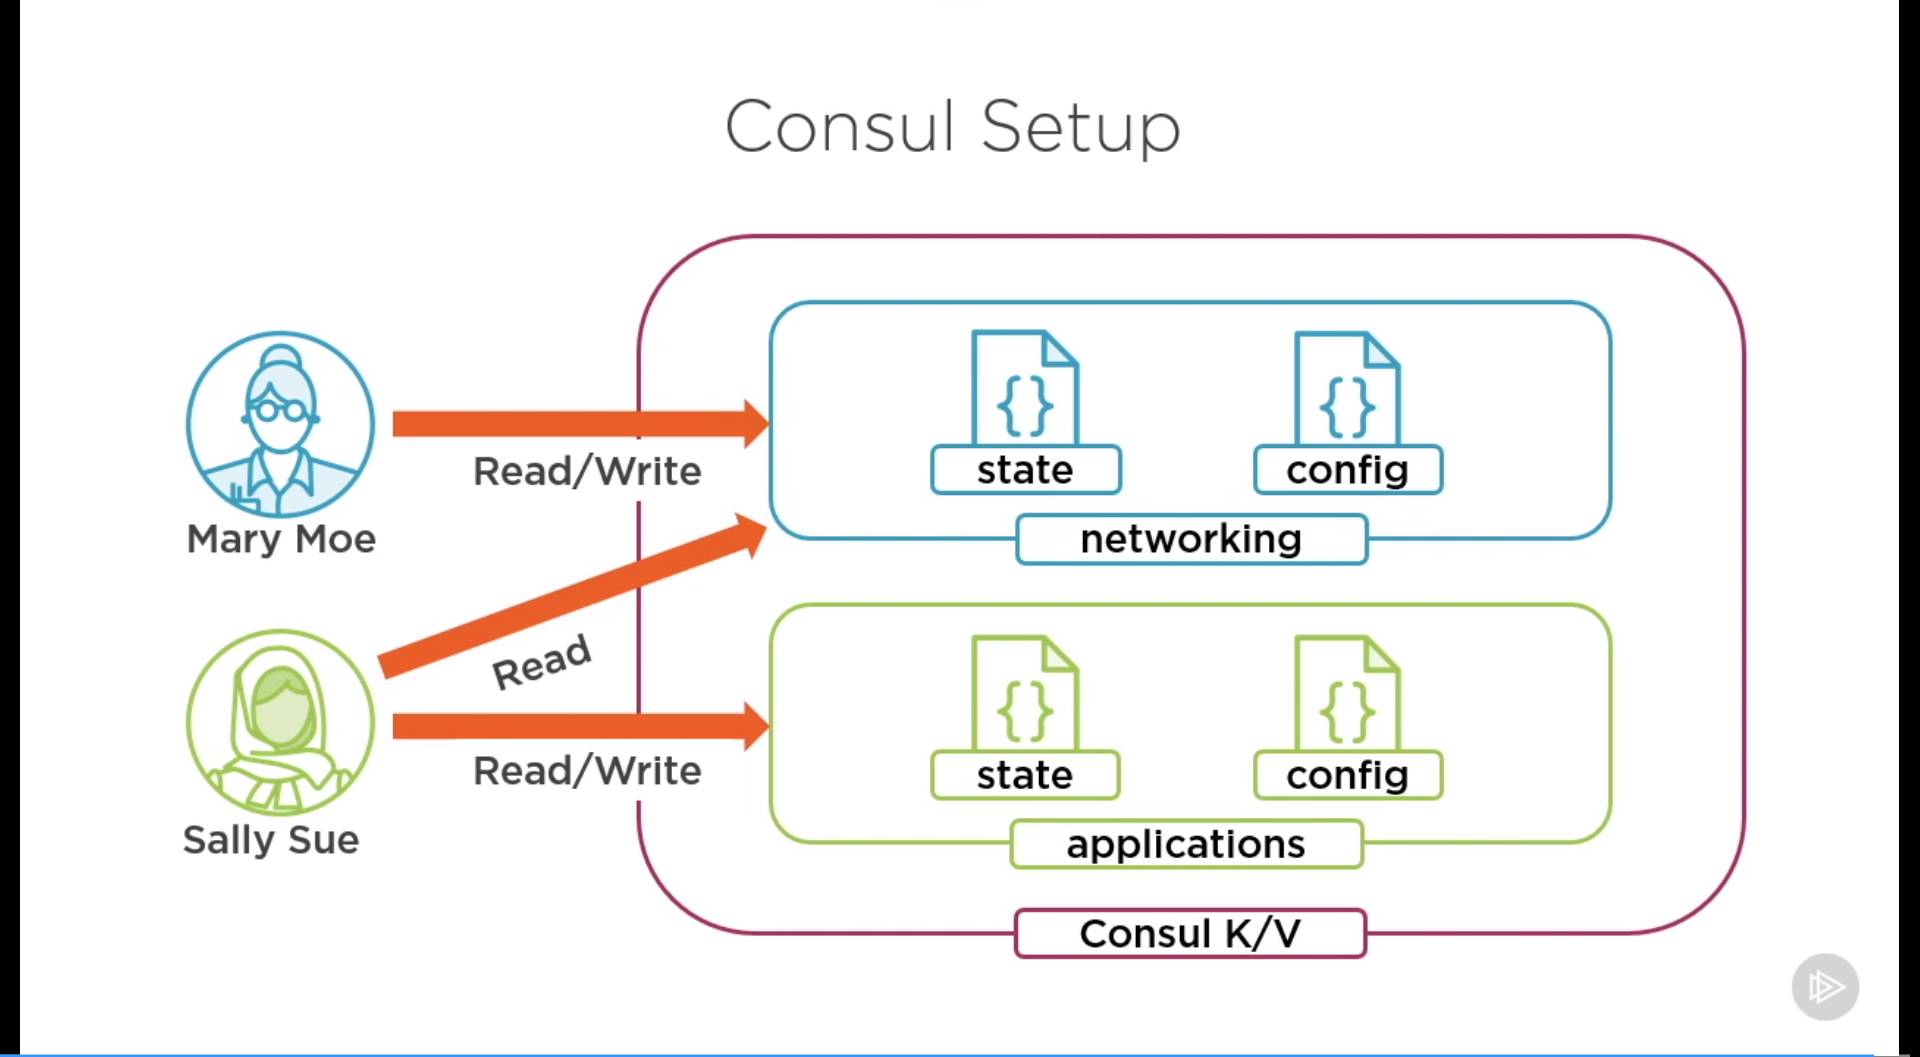 Consul Setup
Mary Moe
Read/Write
state
config
networking
Read
Sally Sue
Read/Write
state
config
applications
Consul K/V